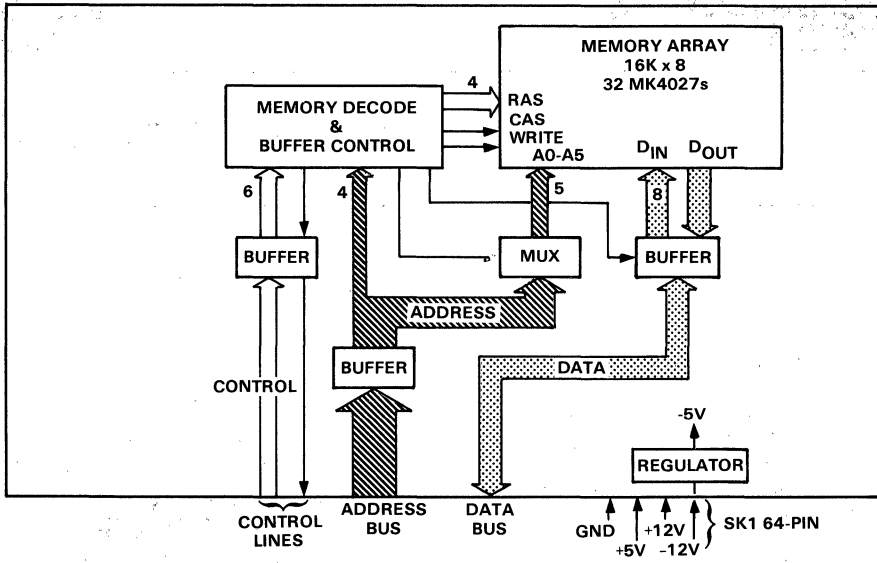 MEMORY ARRAY
16K x 8
32 MK4027s
4
RAS
CAS
WRITE
A0-A5
DIN
DOUT
MEMORY DECODE
&
BUFFER CONTROL
6
4
5
8
BUFFER
MUX
BUFFER
ADDRESS
BUFFER
DATA
CONTROL
-5V
REGULATOR
CONTROL
LINES
ADDRESS
BUS
DATA
BUS
GND
+5V
+12V
-12V
SK1 64-PIN